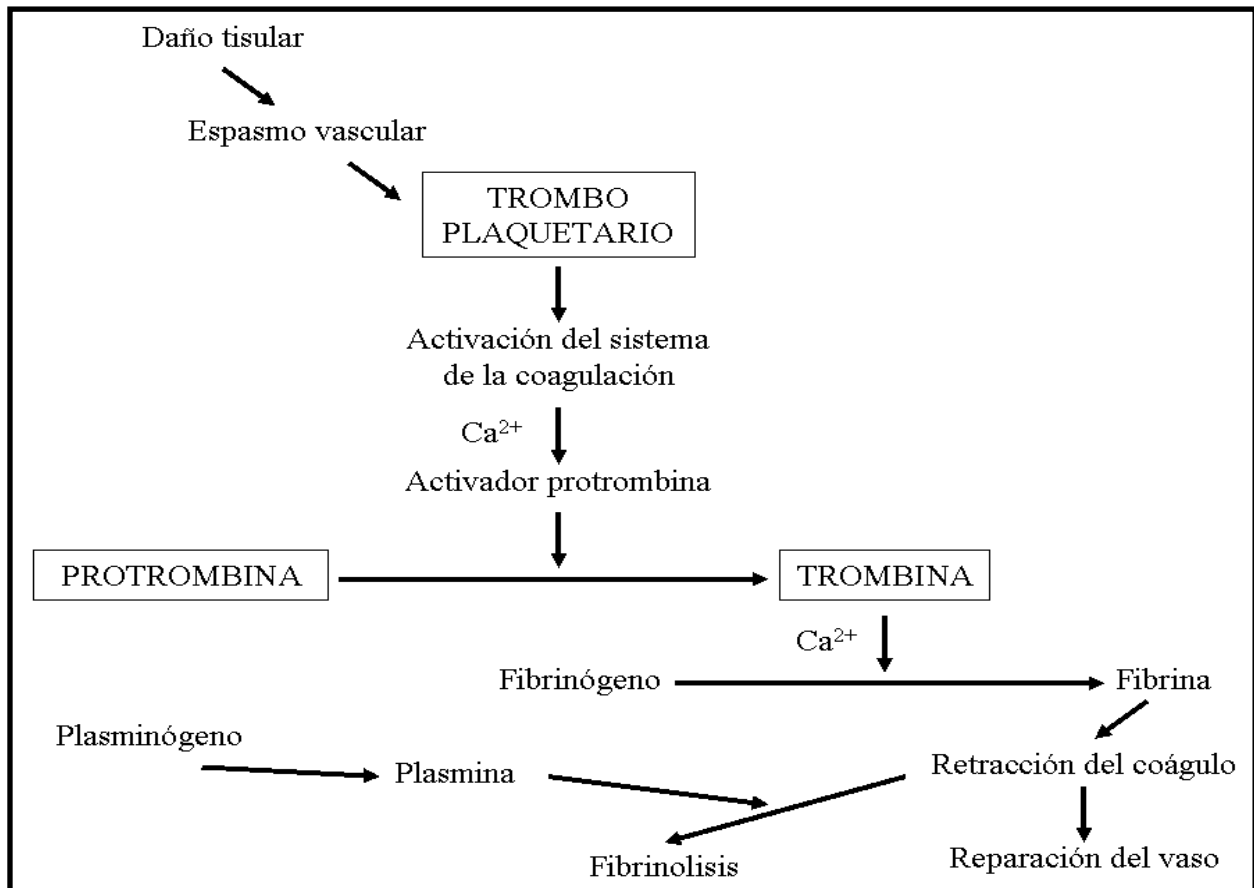 Daño tisular
Espasmo vascular
TROMBO
PLAQUETARIO
Activación del sistema
de la coagulación
Ca²⁺
Activador protrombina
PROTROMBINA
TROMBINA
Ca²⁺
Fibrinógeno
Fibrina
Plasminógeno
Plasmina
Retracción del coágulo
Fibrinolisis
Reparación del vaso